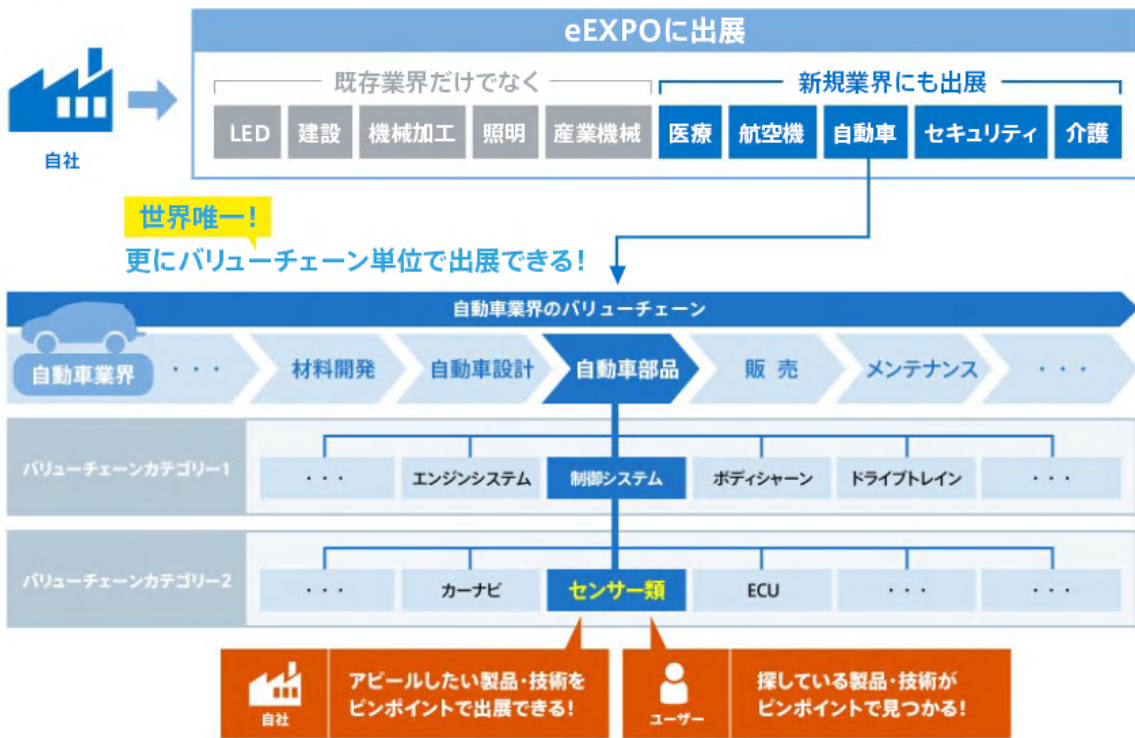 eEXPOに出展
既存業界だけでなく
新規業界にも出展
LED
建設
機械加工
照明
産業機械
医療
航空機
自動車
セキュリティ
介護
自社
世界唯一!
更にバリューチェーン単位で出展できる!
自動車業界のバリューチェーン
自動車業界
・・・
材料開発
自動車設計
自動車部品
販売
メンテナンス
・・・
バリューチェーンカテゴリー1
・・・
エンジンシステム
制御システム
ボディシャーン
ドライブトレイン
・・・
バリューチェーンカテゴリー2
・・・
カーナビ
センサー類
ECU
・・・
・・・
自社
アピールしたい製品・技術を
ピンポイントで出展できる!
ユーザー
探している製品・技術が
ピンポイントで見つかる!